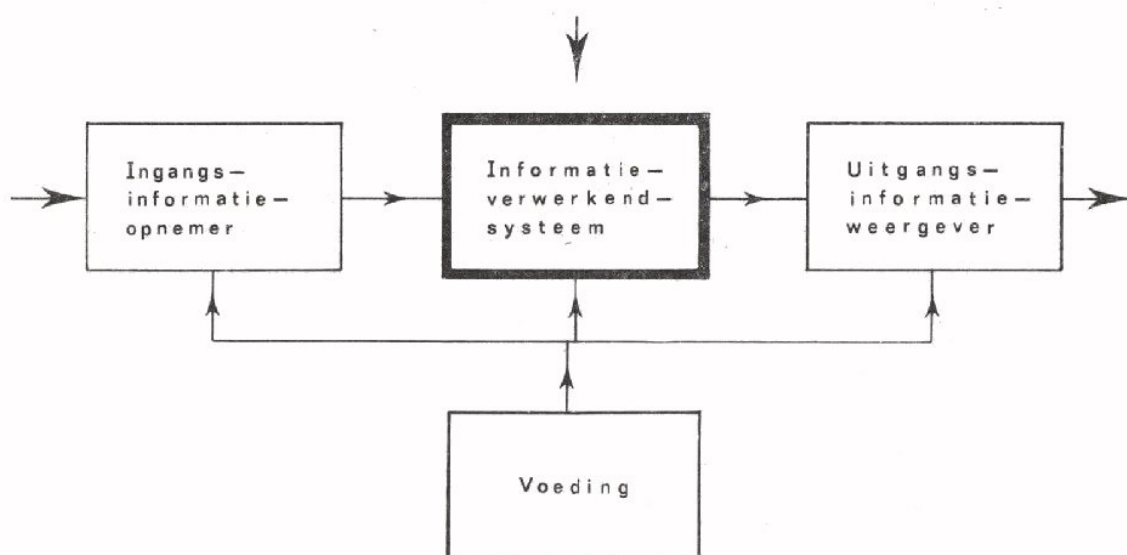 Ingangs—
informatie—
opnemer
Informatie—
verwerkend—
systeem
Uitgangs—
informatie—
weergever
Voeding